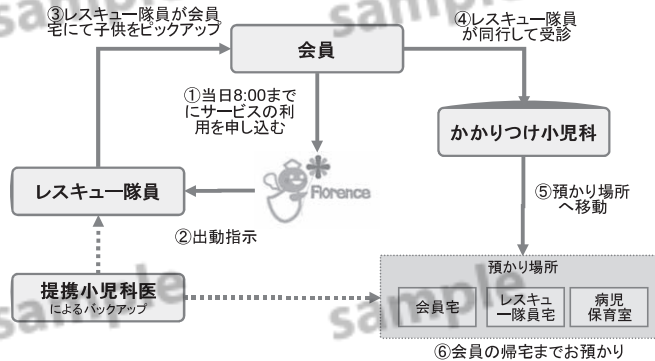 ③レスキュー隊員が会員
宅にて子供をピックアップ
会員
④レスキュー隊員
が同行して受診
①当日8:00まで
にサービスの利
用を申し込む
かかりつけ小児科
レスキュー隊員
Florence
②出動指示
⑤預かり場所
へ移動
提携小児科医
によるバックアップ
預かり場所
会員宅
レスキュ
ー隊員宅
病児
保育室
⑥会員の帰宅までお預かり
sample
sample
sample
sample